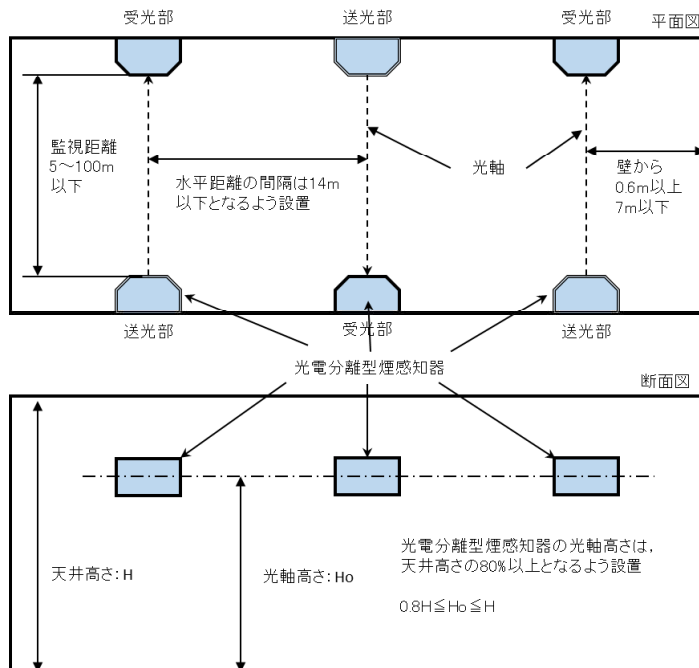 受光部
送光部
受光部
平面図
監視距離
5～100m
以下
水平距離の間隔は14m
以下となるよう設置
光軸
壁から
0.6m以上
7m以下
送光部
受光部
送光部
光電分離型煙感知器
断面図
天井高さ:H
光軸高さ:Ho
光電分離型煙感知器の光軸高さは,
天井高さの80%以上となるよう設置
0.8H≦Ho≦H